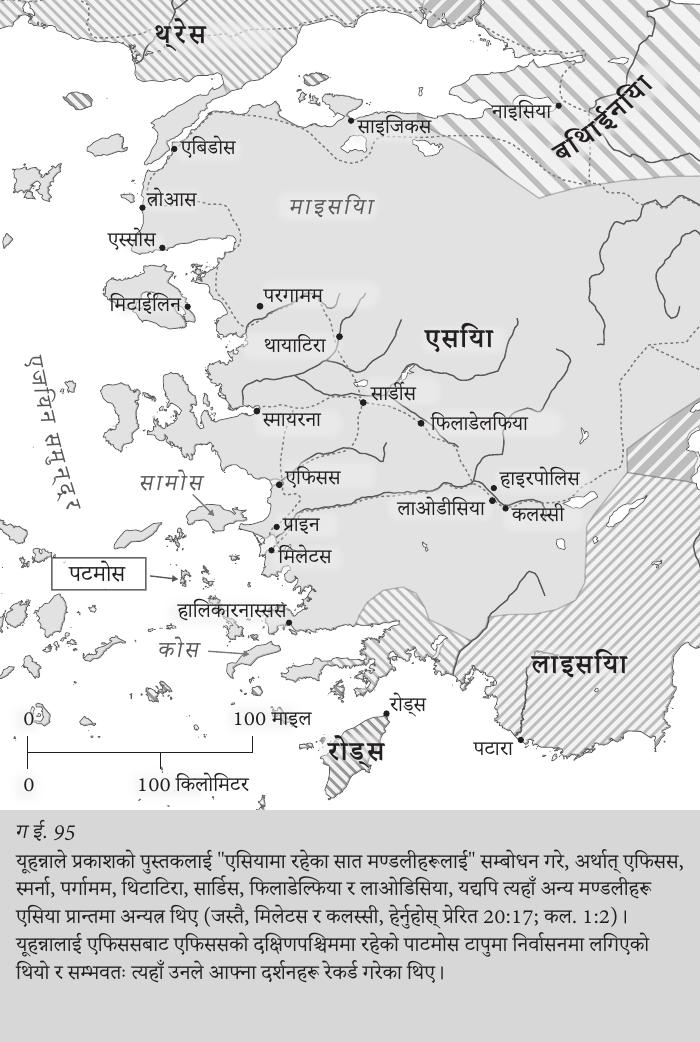 थ्रेस
बिथाईनिया
नाइसिया
साइजिकस
एबिडोस
त्रोआस
माइसिया
एस्सोस
परगामम
मिटाईलिन
एसिया
थायाटिरा
सार्डीस
स्मायरना
फिलाडेलफिया
एजियन समुन्द्र
एफिसस
हाइरपोलिस
सामोस
लाओडीसिया
कलस्सी
प्राइन
मिलेटस
पटमोस
हालिकारनास्सस
कोस
लाइसिया
रोड्स
0 100 माइल
रोड्स
पटारा
0 100 किलोमिटर
ग ई. 95
यूहन्नाले प्रकाशको पुस्तकलाई "एसियामा रहेका सात मण्डलीहरूलाई" सम्बोधन गरे, अर्थात् एफिसस,
स्मर्ना, पर्गामम, थिटाटिरा, सार्डिस, फिलाडेल्फिया र लाओडिसिया, यद्यपि त्यहाँ अन्य मण्डलीहरू
एसिया प्रान्तमा अन्यत्र थिए (जस्तै, मिलेटस र कलस्सी, हेर्नुहोस् प्रेरित 20:17; कल. 1:2)।
यूहन्नालाई एफिससबाट एफिससको दक्षिणपश्चिममा रहेको पाटमोस टापुमा निर्वासनमा लगिएको
थियो र सम्भवतः त्यहाँ उनले आफ्ना दर्शनहरू रेकर्ड गरेका थिए।